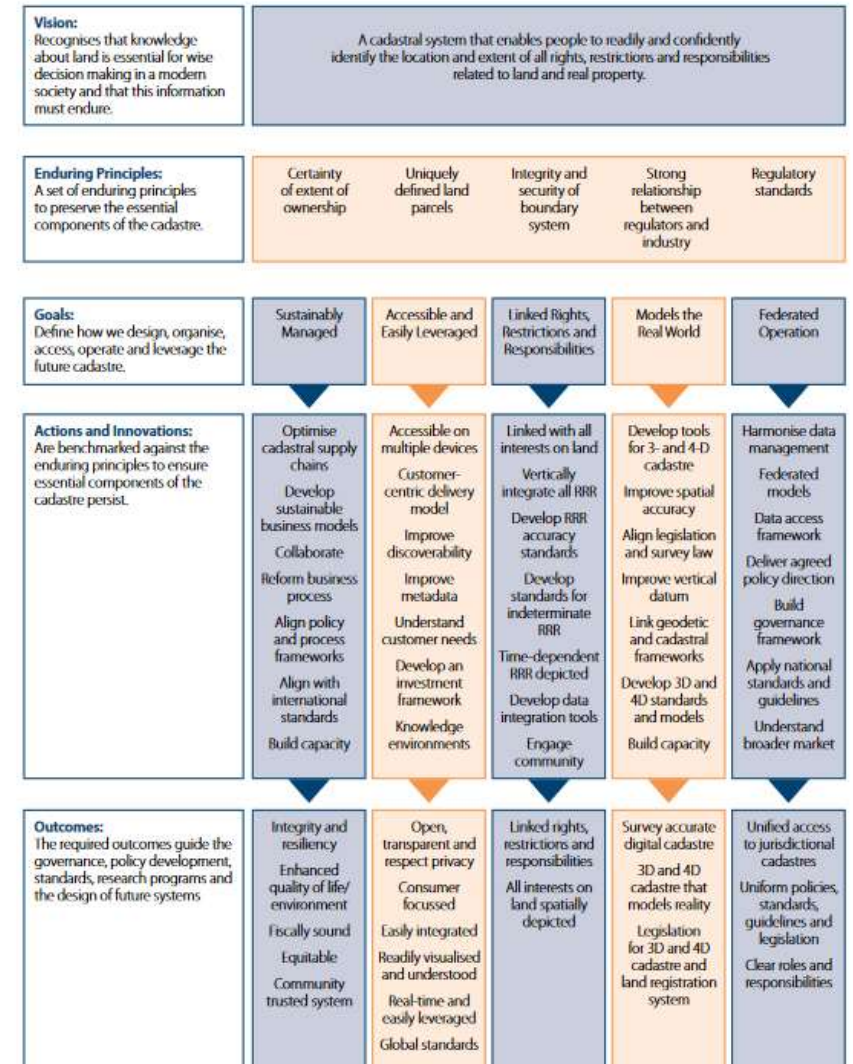 Vision:
Recognises that knowledge
about land is essential for wise
decision making in a modern
society and that this information
must endure.
A cadastral system that enables people to readily and confidently
identify the location and extent of all rights, restrictions and responsibilities
related to land and real property.
Enduring Principles:
A set of enduring principles
to preserve the essential
components of the cadastre.
Certainty
of extent of
ownership
Uniquely
defined land
parcels
Integrity and
security of
boundary
system
Strong
relationship
between
regulators and
industry
Regulatory
standards
Goals:
Define how we design, organise,
access, operate and leverage the
future cadastre.
Sustainably
Managed
Accessible and
Easily Leveraged
Linked Rights,
Restrictions and
Responsibilities
Models the
Real World
Federated
Operation
Actions and Innovations:
Are benchmarked against the
enduring principles to ensure
essential components of the
cadastre persist.
Optimise
cadastral supply
chains
Develop
sustainable
business models
Collaborate
Reform business
process
Align policy
and process
frameworks
Align with
international
standards
Build capacity
Accessible on
multiple devices
Customer-
centric delivery
model
Improve
discoverability
Improve
metadata
Understand
customer needs
Develop an
investment
framework
Knowledge
environments
Linked with all
interests on land
Vertically
integrate all RRR
Develop RRR
accuracy
standards
Develop
standards for
indeterminate
RRR
Time-dependent
RRR depicted
Develop data
integration tools
Engage
community
Develop tools
for 3- and 4-D
cadastre
Improve spatial
accuracy
Align legislation
and survey law
Improve vertical
datum
Link geodetic
and cadastral
frameworks
Develop 3D and
4D standards
and models
Build capacity
Harmonise data
management
Federated
models
Data access
framework
Deliver agreed
policy direction
Build
governance
framework
Apply national
standards and
guidelines
Understand
broader market
Outcomes:
The required outcomes guide the
governance, policy development,
standards, research programs and
the design of future systems
Integrity and
resiliency
Enhanced
quality of life/
environment
Fiscally sound
Equitable
Community
trusted system
Open,
transparent and
respect privacy
Consumer
focussed
Easily integrated
Readily visualised
and understood
Real-time and
easily leveraged
Global standards
Linked rights,
restrictions and
responsibilities
All interests on
land spatially
depicted
Survey accurate
digital cadastre
3D and 4D
cadastre that
models reality
Legislation
for 3D and 4D
cadastre and
land registration
system
Unified access
to jurisdictional
cadastres
Uniform policies,
standards,
guidelines and
legislation
Clear roles and
responsibilities